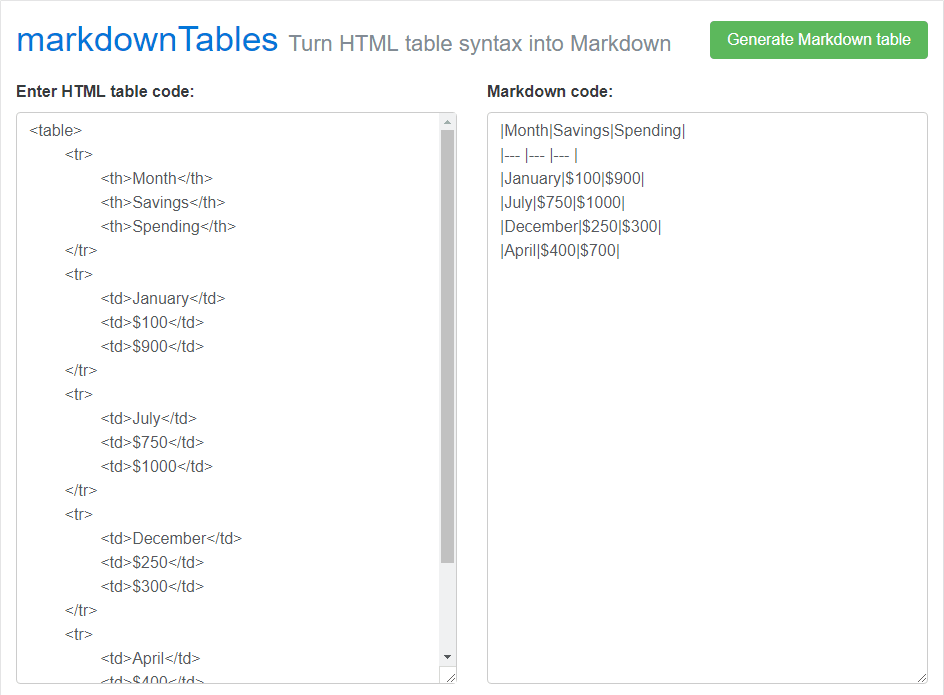 markdownTables Turn HTML table syntax into Markdown
Generate Markdown table
Enter HTML table code:
<table>
<tr>
<th>Month</th>
<th>Savings</th>
<th>Spending</th>
</tr>
<tr>
<td>January</td>
<td>$100</td>
<td>$900</td>
</tr>
<tr>
<td>July</td>
<td>$750</td>
<td>$1000</td>
</tr>
<tr>
<td>December</td>
<td>$250</td>
<td>$300</td>
</tr>
<tr>
<td>April</td>
<td>$400</td>
Markdown code:
|Month|Savings|Spending|
|--- |--- |--- |
|January|$100|$900|
|July|$750|$1000|
|December|$250|$300|
|April|$400|$700|